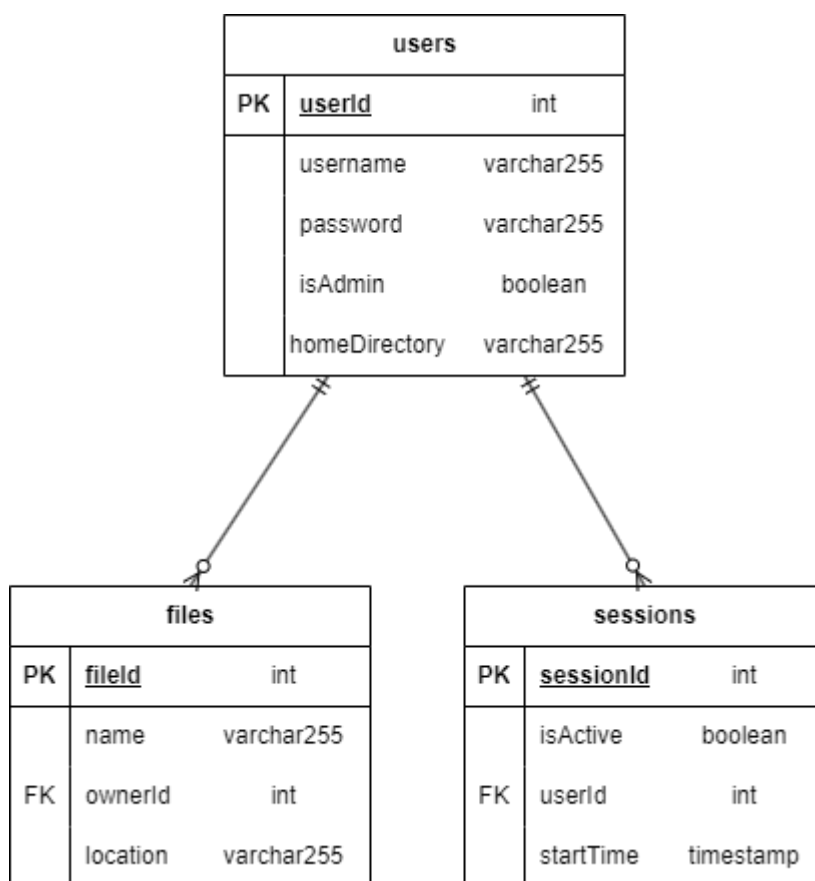 users
PK userId int
username varchar255
password varchar255
isAdmin boolean
homeDirectory varchar255
files
PK fileId int
name varchar255
FK ownerId int
location varchar255
sessions
PK sessionId int
isActive boolean
FK userId int
startTime timestamp